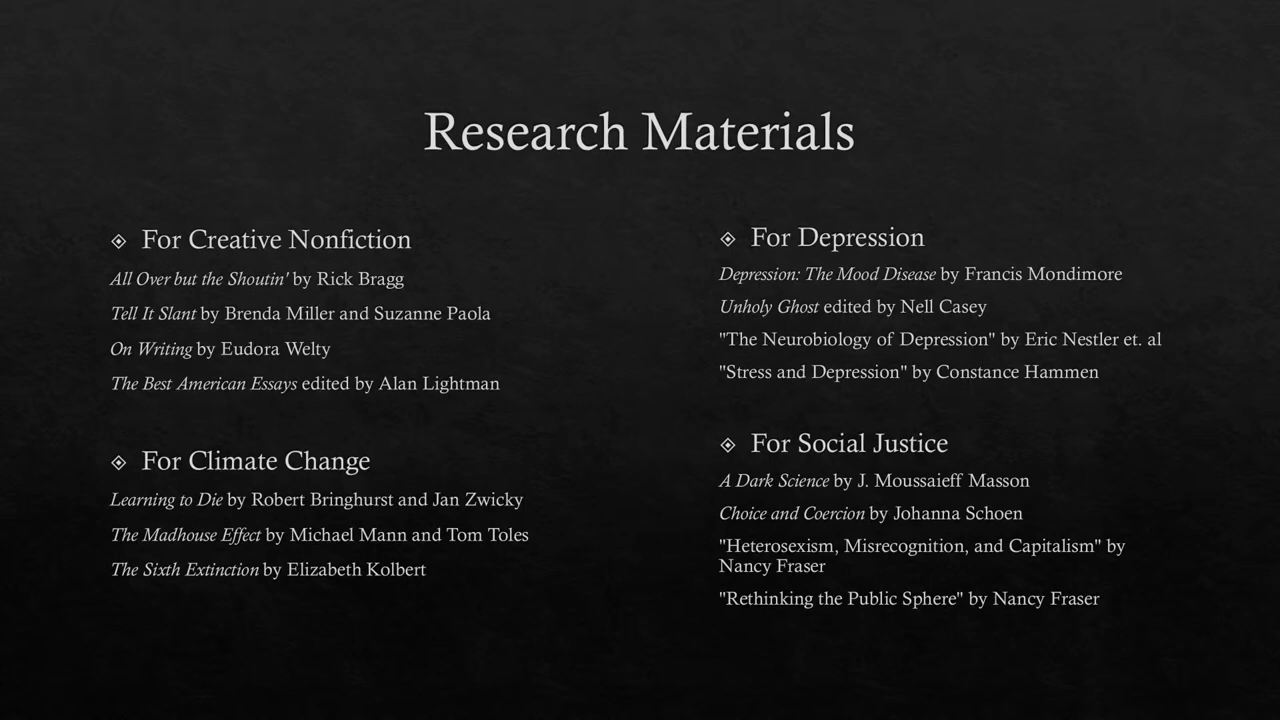 Research Materials
For Creative Nonfiction
All Over but the Shoutin' by Rick Bragg
Tell It Slant by Brenda Miller and Suzanne Paola
On Writing by Eudora Welty
The Best American Essays edited by Alan Lightman
For Climate Change
Learning to Die by Robert Bringhurst and Jan Zwicky
The Madhouse Effect by Michael Mann and Tom Toles
The Sixth Extinction by Elizabeth Kolbert
For Depression
Depression: The Mood Disease by Francis Mondimore
Unholy Ghost edited by Nell Casey
"The Neurobiology of Depression" by Eric Nestler et. al
"Stress and Depression" by Constance Hammen
For Social Justice
A Dark Science by J. Moussaieff Masson
Choice and Coercion by Johanna Schoen
"Heterosexism, Misrecognition, and Capitalism" by
Nancy Fraser
"Rethinking the Public Sphere" by Nancy Fraser